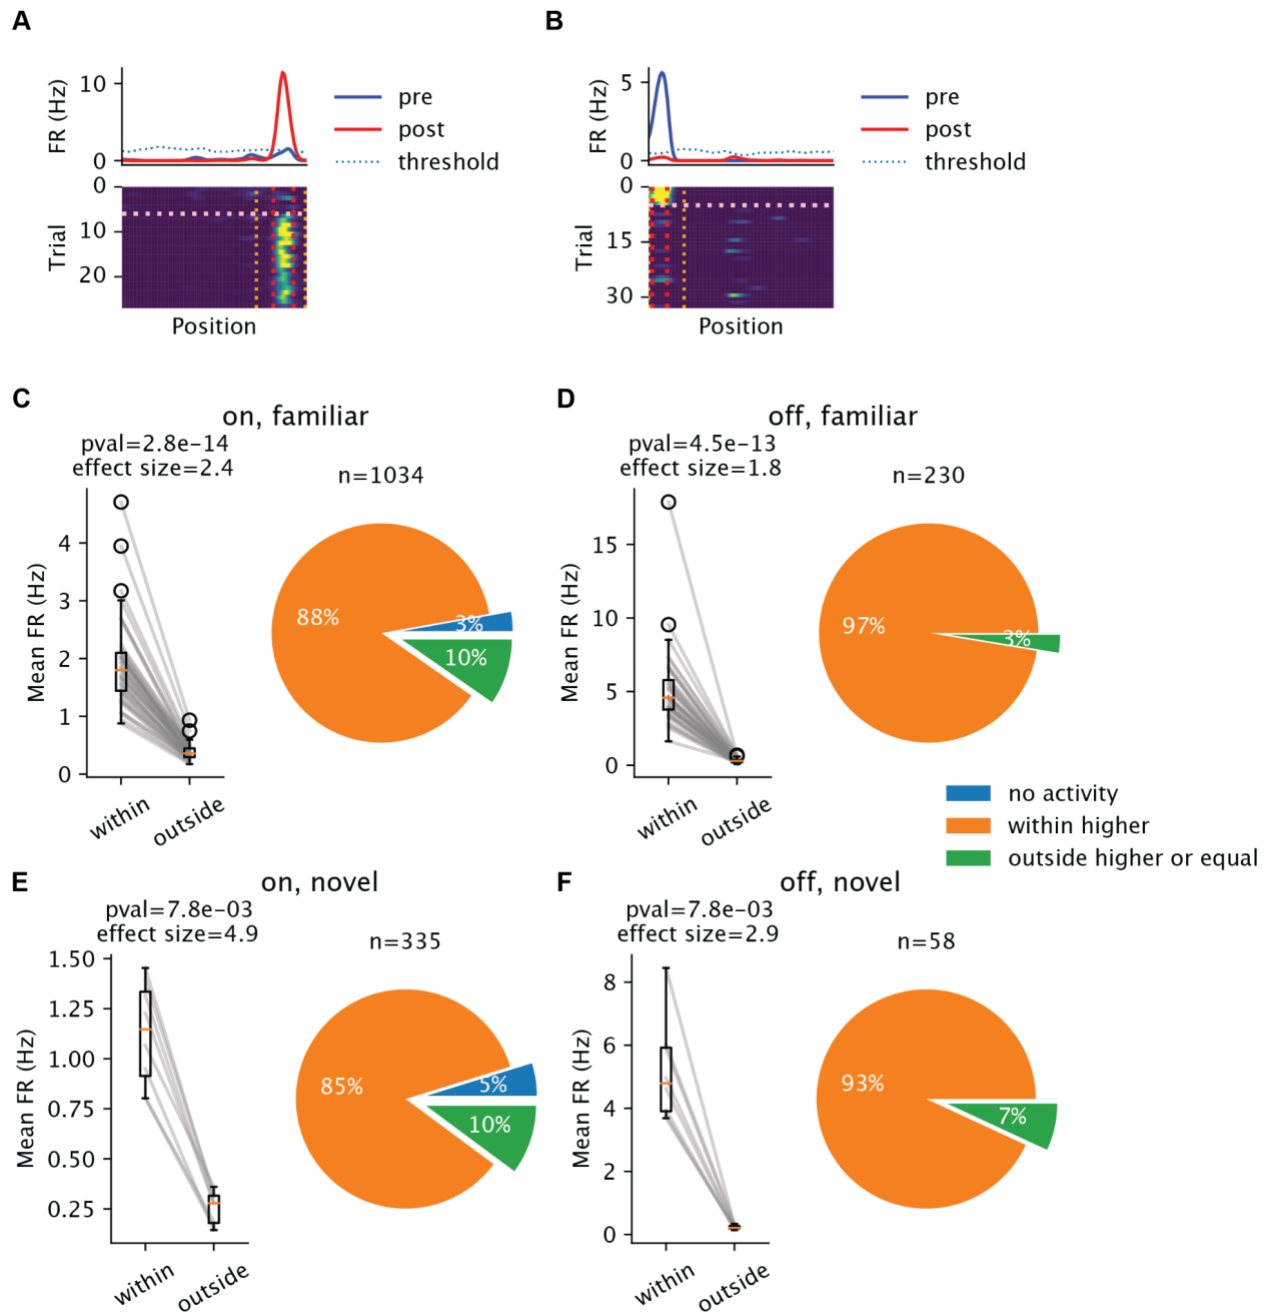 A
FR (Hz)
10
0
pre
post
threshold
Trial
0
10
20
Position
B
FR (Hz)
5
0
pre
post
threshold
Trial
0
15
30
Position
C
on, familiar
pval=2.8e−14
effect size=2.4
n=1034
Mean FR (Hz)
4
3
2
1
0
within
outside
88%
3%
10%
D
off, familiar
pval=4.5e−13
effect size=1.8
n=230
Mean FR (Hz)
15
10
5
0
within
outside
97%
3%
no activity
within higher
outside higher or equal
E
on, novel
pval=7.8e−03
effect size=4.9
n=335
Mean FR (Hz)
1.50
1.25
1.00
0.75
0.50
0.25
within
outside
85%
5%
10%
F
off, novel
pval=7.8e−03
effect size=2.9
n=58
Mean FR (Hz)
8
6
4
2
0
within
outside
93%
7%